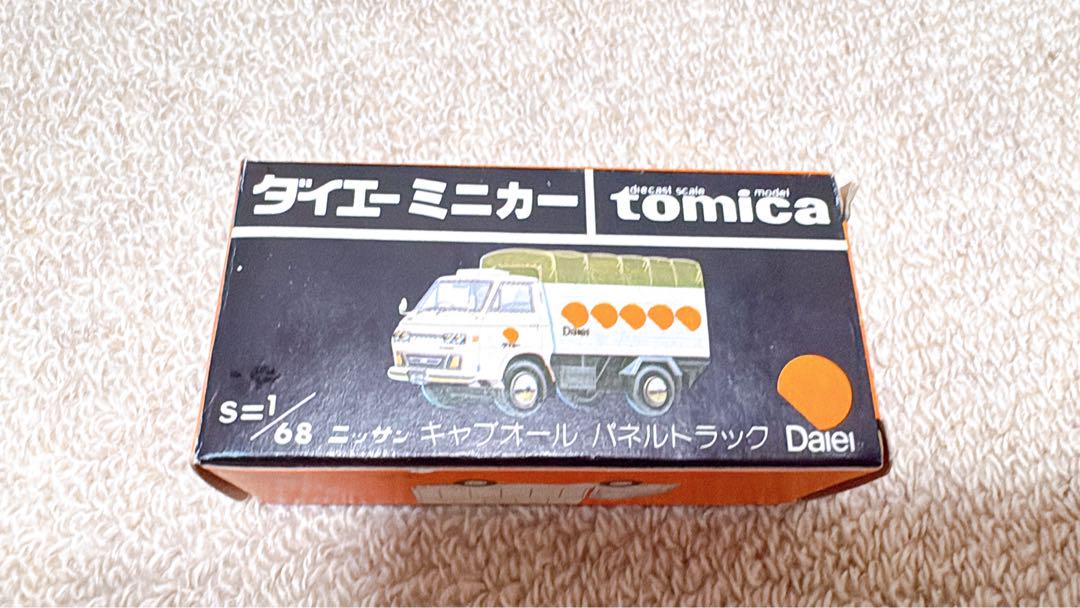 ダイエーミニカー
diecast scale model
tomica
Daiei
S=1/68 ニッサン キャブオール パネルトラック
Daiei